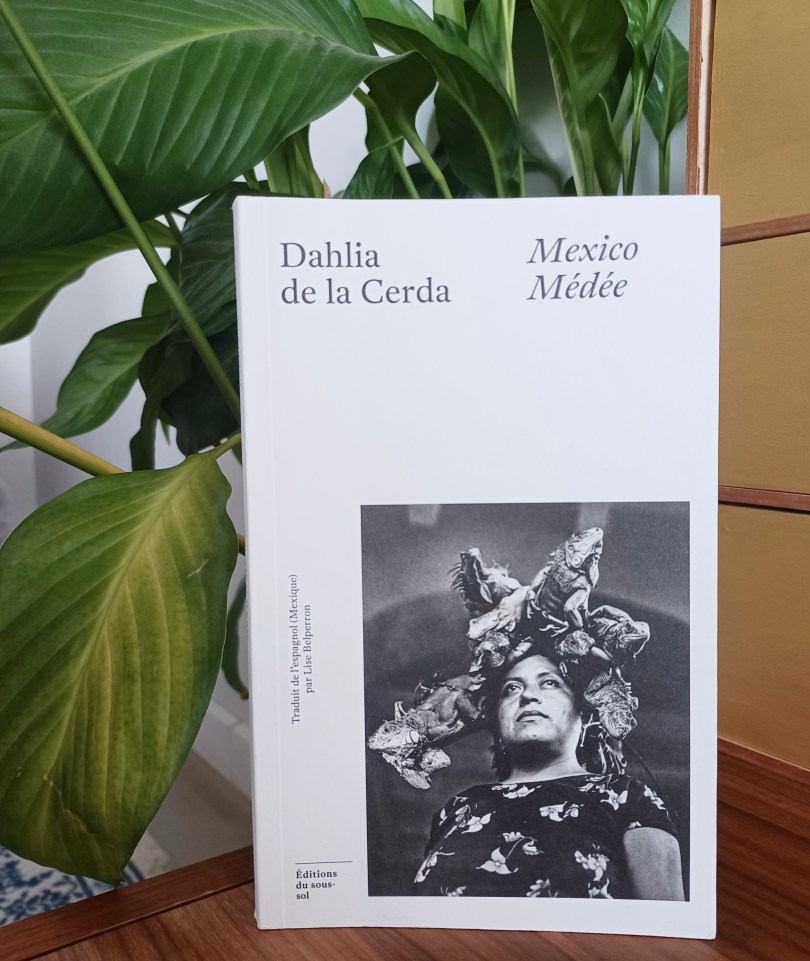 Dahlia
de la Cerda
Mexico
Médée
Traduit de l'espagnol (Mexique)
par Lise Belperron
Éditions
du sous-
sol